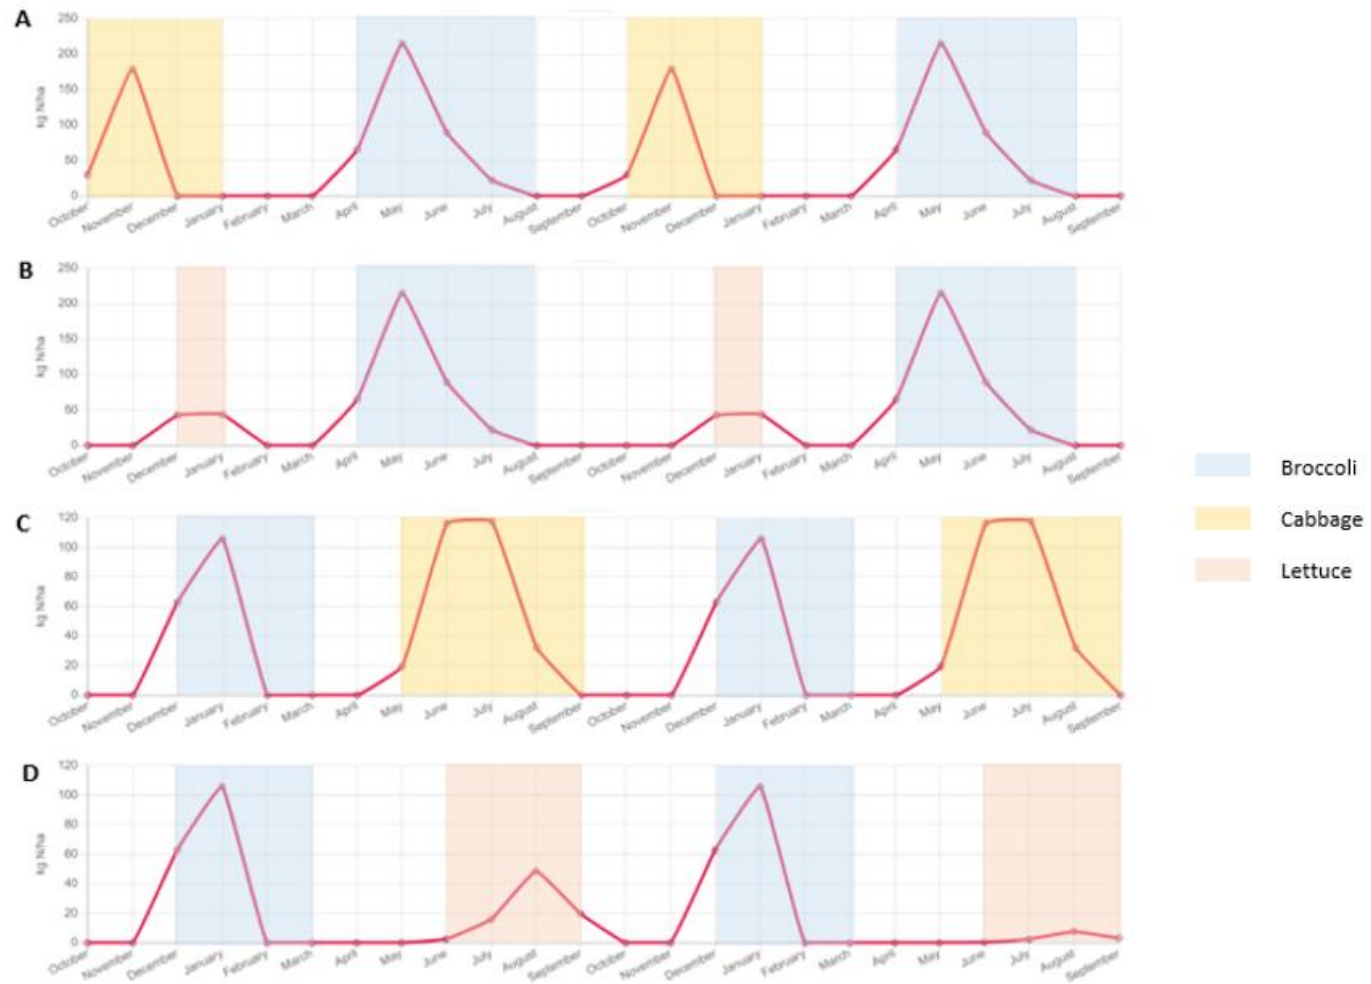 A
250
200
150
100
50
0
kg N/ha
October November December January February March April May June July August September October November December January February March April May June July August September
B
250
200
150
100
50
0
kg N/ha
October November December January February March April May June July August September October November December January February March April May June July August September
C
120
100
80
60
40
20
0
kg N/ha
October November December January February March April May June July August September October November December January February March April May June July August September
D
120
100
80
60
40
20
0
kg N/ha
October November December January February March April May June July August September October November December January February March April May June July August September
Broccoli
Cabbage
Lettuce